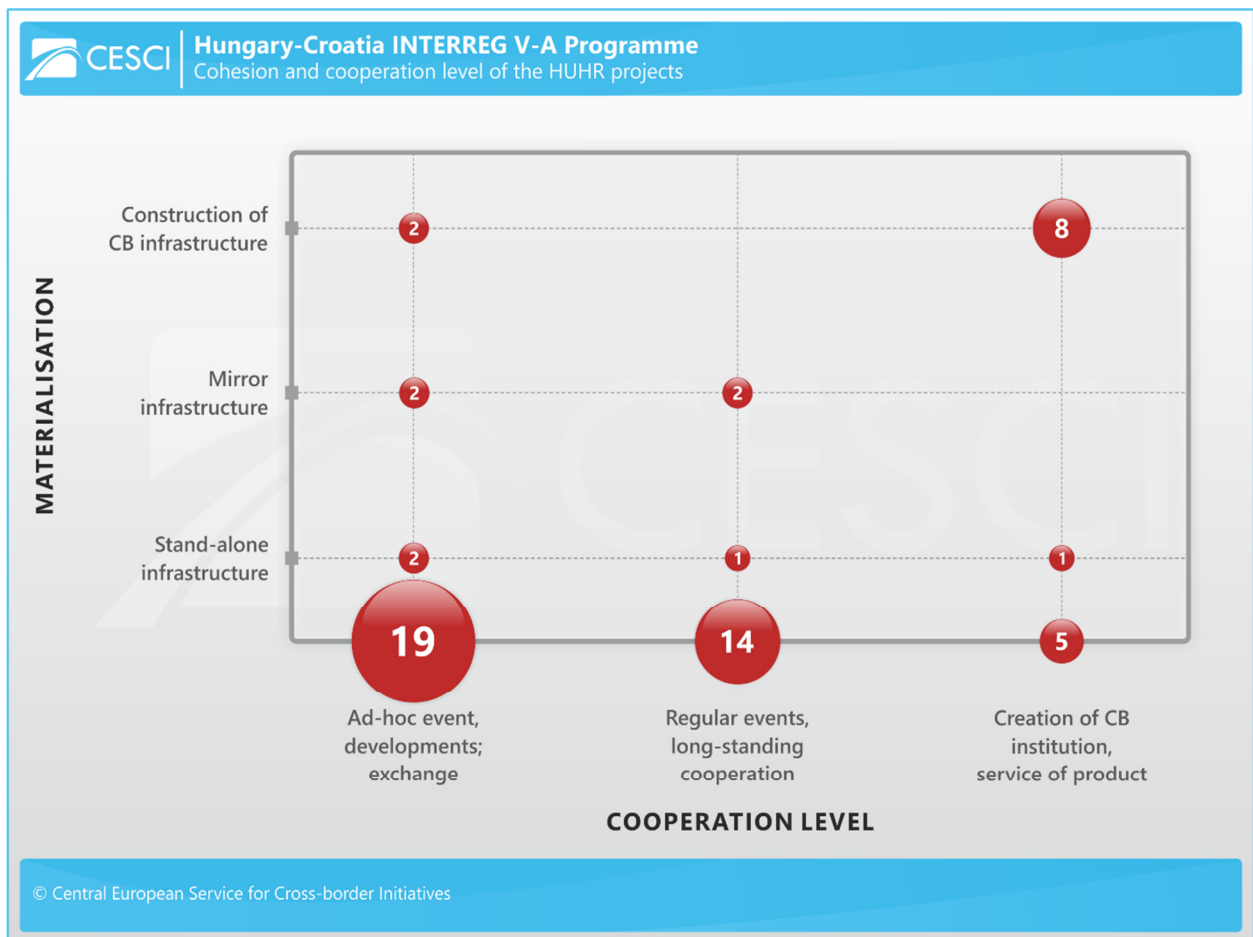 CESCI
Hungary-Croatia INTERREG V-A Programme
Cohesion and cooperation level of the HUHR projects
Construction of
CB infrastructure
2
8
MATERIALISATION
Mirror
infrastructure
2
2
CESCI
Stand-alone
infrastructure
2
1
1
19
14
5
Ad-hoc event,
developments;
exchange
Regular events,
long-standing
cooperation
Creation of CB
institution,
service of product
COOPERATION LEVEL
© Central European Service for Cross-border Initiatives